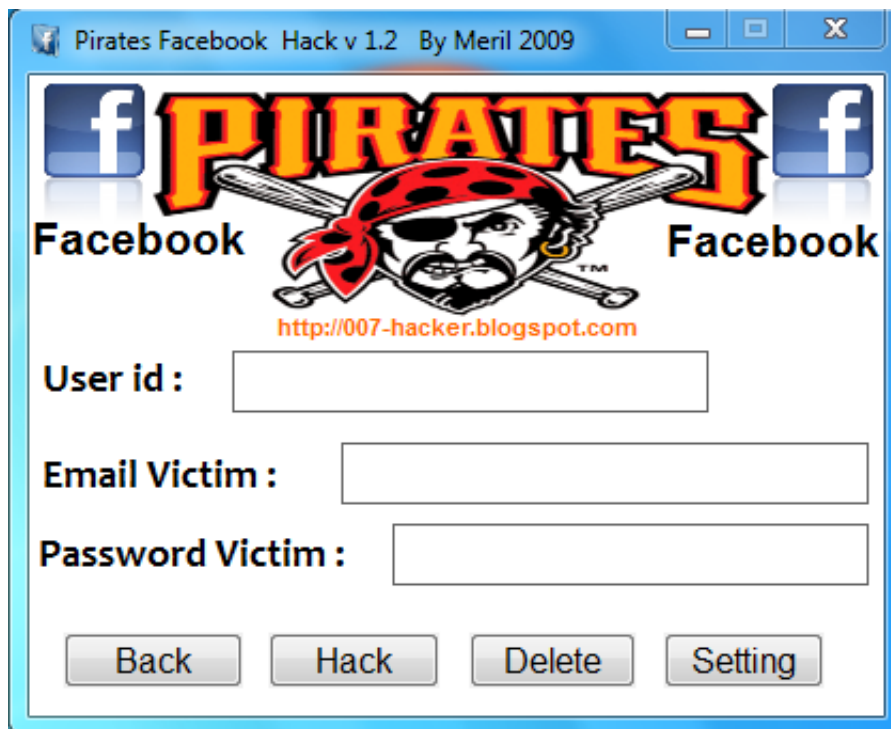 Pirates Facebook Hack v 1.2 By Meril 2009
f PIRATES f
Facebook Facebook
TM
http://007-hacker.blogspot.com
User id :
Email Victim :
Password Victim :
Back Hack Delete Setting